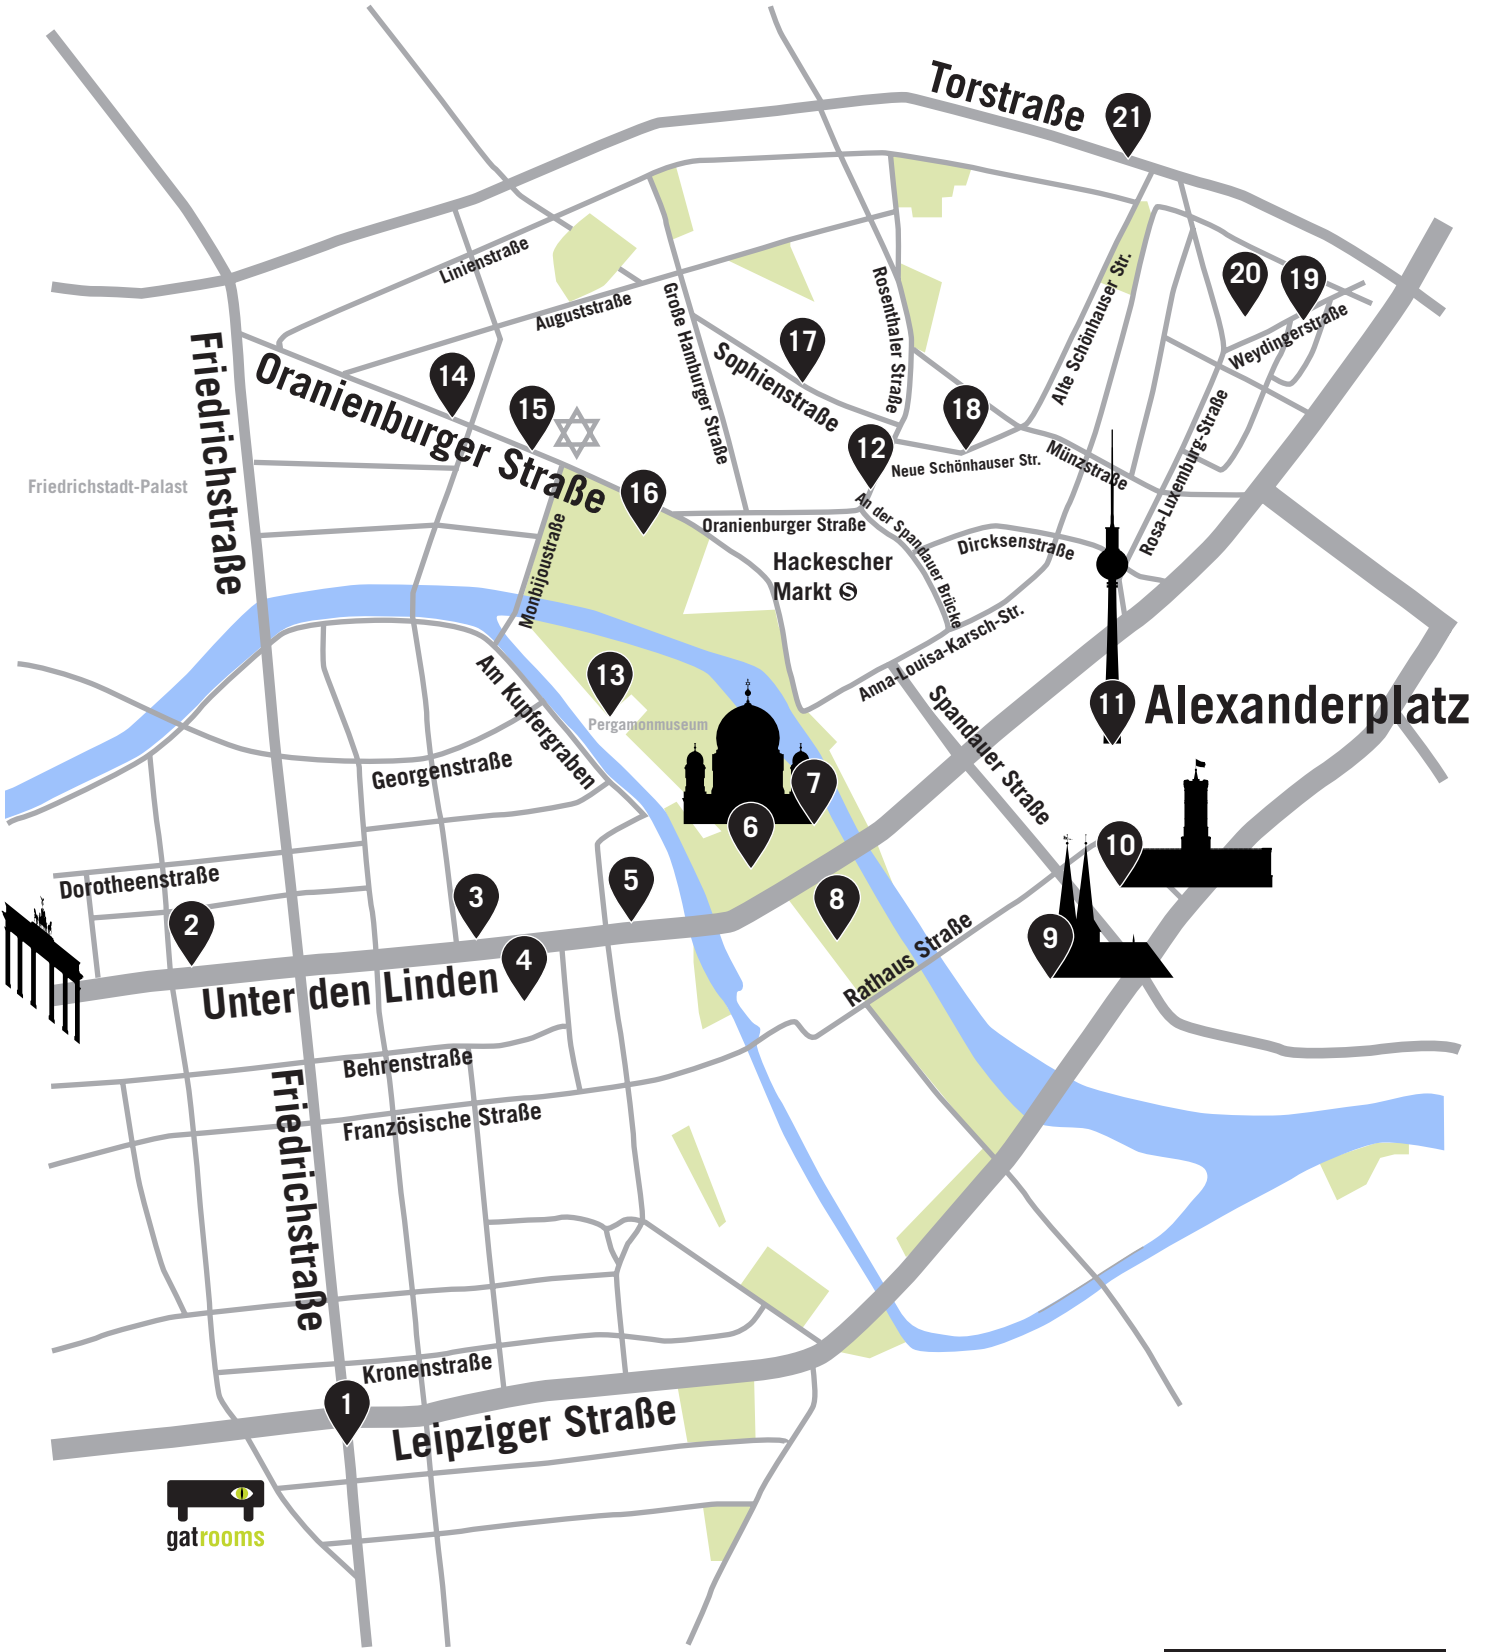 Torstraße
21
Linienstraße
Auguststraße
Große Hamburger Straße
Rosenthaler Straße
Alte Schönhauser Str.
20
19
Weydingerstraße
Friedrichstraße
Oranienburger Straße
14
15
17
Sophienstraße
18
12
Neue Schönhauser Str.
Münzstraße
Rosa-Luxemburg-Straße
Friedrichstadt-Palast
16
Oranienburger Straße
An der Spandauer Brücke
Dircksenstraße
Hackescher
Markt S
Monbijoustraße
Anna-Louisa-Karsch-Str.
13
Pergamonmuseum
Am Kupfergraben
Georgenstraße
11
Alexanderplatz
Spandauer Straße
7
6
10
Dorotheenstraße
2
3
5
8
9
4
Unter den Linden
Rathaus Straße
Behrenstraße
Französische Straße
Friedrichstraße
Kronenstraße
1
Leipziger Straße
gatrooms